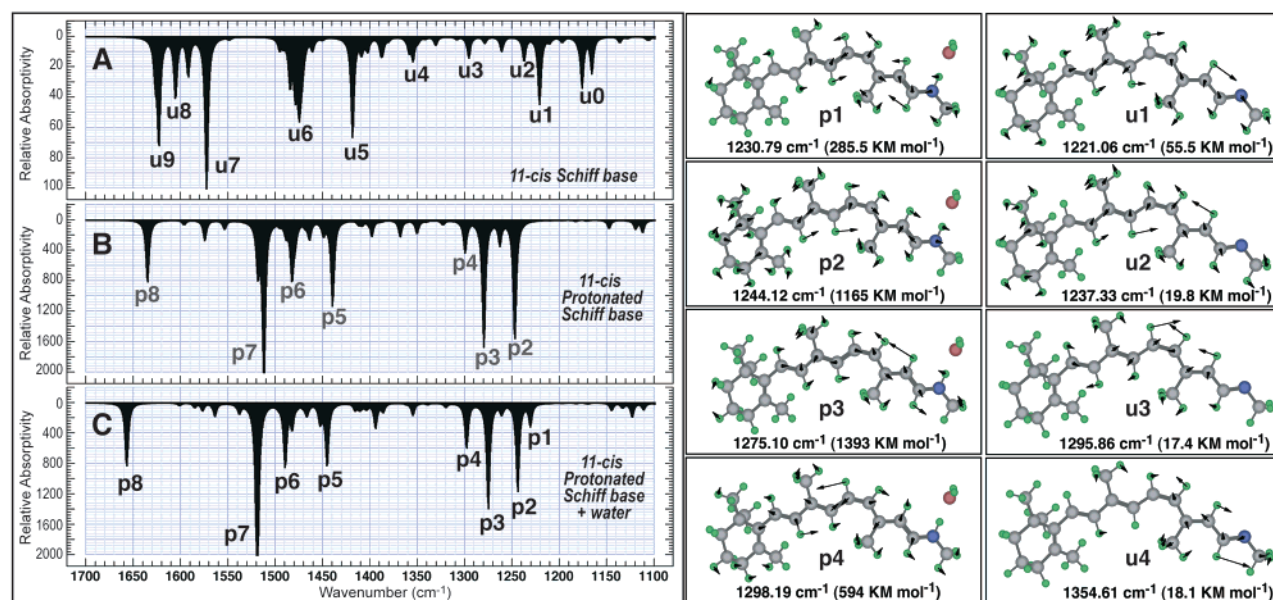 Relative Absorptivity
0
20
40
60
80
100
A
u9
u8
u7
u6
u5
u4
u3
u2
u1
u0
11-cis Schiff base
Relative Absorptivity
0
400
800
1200
1600
2000
B
p8
p7
p6
p5
p4
p3
p2
11-cis
Protonated
Schiff base
Relative Absorptivity
0
400
800
1200
1600
2000
C
p8
p7
p6
p5
p4
p3
p2
p1
11-cis
Protonated
Schiff base
+ water
1700 1650 1600 1550 1500 1450 1400 1350 1300 1250 1200 1150 1100
Wavenumber (cm⁻¹)
p1
1230.79 cm⁻¹ (285.5 KM mol⁻¹)
u1
1221.06 cm⁻¹ (55.5 KM mol⁻¹)
p2
1244.12 cm⁻¹ (1165 KM mol⁻¹)
u2
1237.33 cm⁻¹ (19.8 KM mol⁻¹)
p3
1275.10 cm⁻¹ (1393 KM mol⁻¹)
u3
1295.86 cm⁻¹ (17.4 KM mol⁻¹)
p4
1298.19 cm⁻¹ (594 KM mol⁻¹)
u4
1354.61 cm⁻¹ (18.1 KM mol⁻¹)